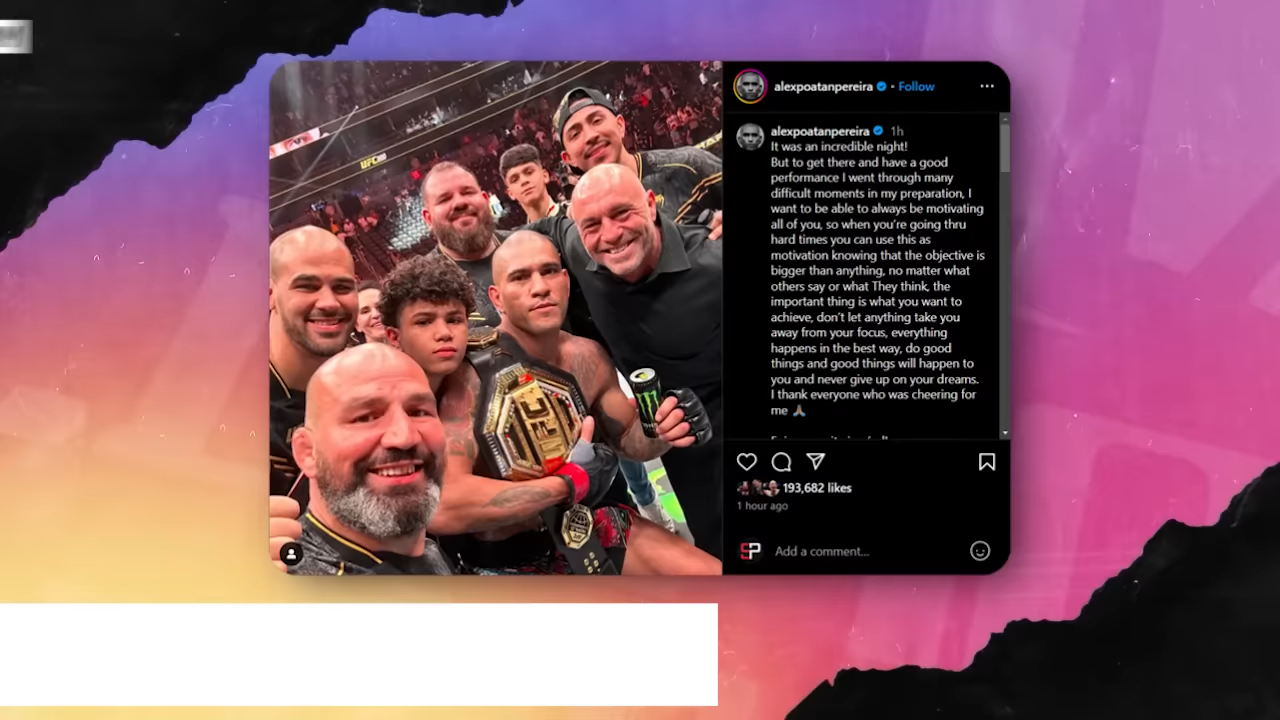 alexpoatanpereira • Follow
alexpoatanpereira 1h
It was an incredible night!
But to get there and have a good
performance I went through many
difficult moments in my preparation, I
want to be able to always be motivating
all of you, so when you're going thru
hard times you can use this as
motivation knowing that the objective is
bigger than anything, no matter what
others say or what They think, the
important thing is what you want to
achieve, don't let anything take you
away from your focus, everything
happens in the best way, do good
things and good things will happen to
you and never give up on your dreams.
I thank everyone who was cheering for
me 🙏🏽
193,682 likes
1 hour ago
SP
Add a comment...
UFC
UFC